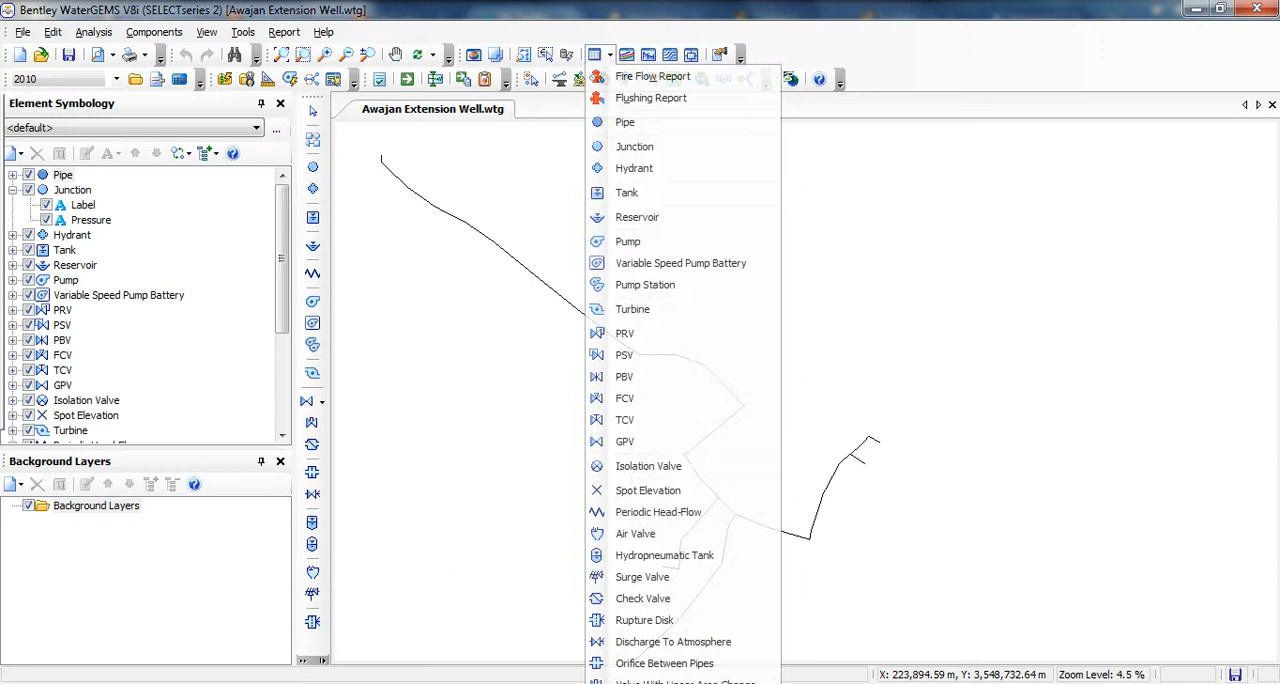 Bentley WaterGEMS V8i (SELECTseries 2) [Awajan Extension Well.wtg]
File Edit Analysis Components View Tools Report Help
2010
Element Symbology
<default>
Pipe
Junction
Label
Pressure
Hydrant
Tank
Reservoir
Pump
Variable Speed Pump Battery
PRV
PSV
PBV
FCV
TCV
GPV
Isolation Valve
Spot Elevation
Turbine
Background Layers
Background Layers
Awajan Extension Well.wtg
Fire Flow Report
Flushing Report
Pipe
Junction
Hydrant
Tank
Reservoir
Pump
Variable Speed Pump Battery
Pump Station
Turbine
PRV
PSV
PBV
FCV
TCV
GPV
Isolation Valve
Spot Elevation
Periodic Head-Flow
Air Valve
Hydropneumatic Tank
Surge Valve
Check Valve
Rupture Disk
Discharge To Atmosphere
Orifice Between Pipes
X: 223,894.59 m, Y: 3,548,732.64 m Zoom Level: 4.5 %